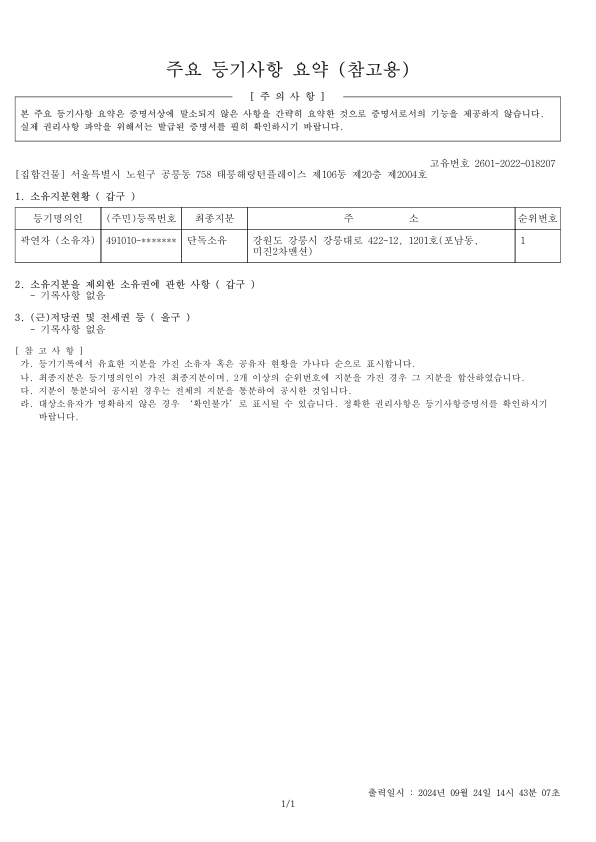 주요 등기사항 요약 (참고용)
[ 주 의 사 항 ]
본 주요 등기사항 요약은 증명서상에 말소되지 않은 사항을 간략히 요약한 것으로 증명서로서의 기능을 제공하지 않습니다.
실제 권리사항 파악을 위해서는 발급된 증명서를 필히 확인하시기 바랍니다.
고유번호 2601-2022-018207
[집합건물] 서울특별시 노원구 공릉동 758 태릉해링턴플레이스 제106동 제20층 제2004호
1. 소유지분현황 ( 갑구 )
등기명의인 (주민)등록번호 최종지분 주 소 순위번호
곽연자 (소유자) 491010-******* 단독소유 강원도 강릉시 강릉대로 422-12, 1201호(포남동, 1
미진2차맨션)
2. 소유지분을 제외한 소유권에 관한 사항 ( 갑구 )
- 기록사항 없음
3. (근)저당권 및 전세권 등 ( 을구 )
- 기록사항 없음
[ 참 고 사 항 ]
가. 등기기록에서 유효한 지분을 가진 소유자 혹은 공유자 현황을 가나다 순으로 표시합니다.
나. 최종지분은 등기명의인이 가진 최종지분이며, 2개 이상의 순위번호에 지분을 가진 경우 그 지분을 합산하였습니다.
다. 지분이 통분되어 공시된 경우는 전체의 지분을 통분하여 공시한 것입니다.
라. 대상소유자가 명확하지 않은 경우 ‘확인불가’로 표시될 수 있습니다. 정확한 권리사항은 등기사항증명서를 확인하시기
바랍니다.
출력일시 : 2024년 09월 24일 14시 43분 07초
1/1